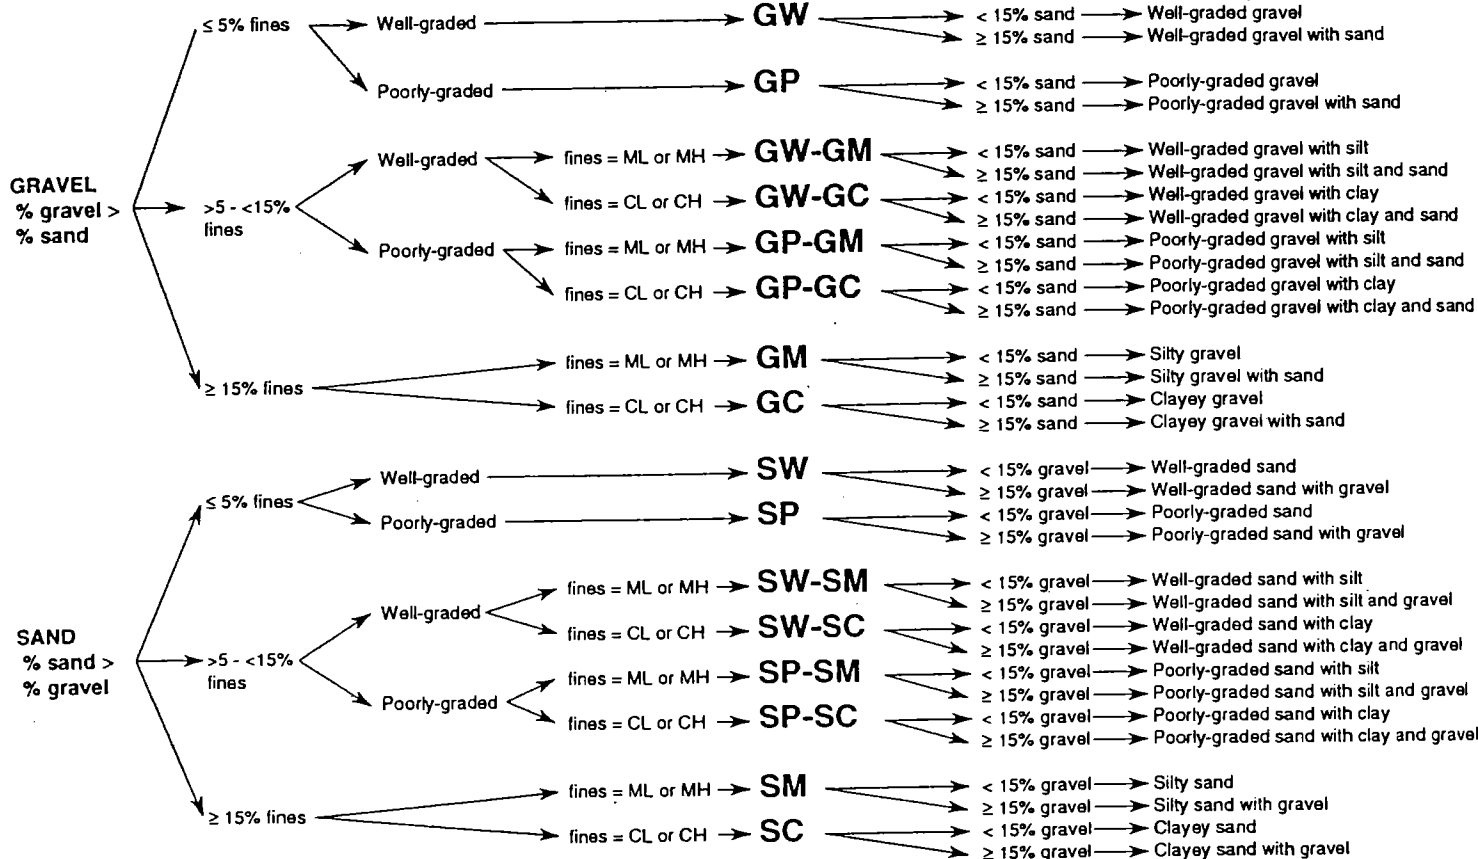 ≤ 5% fines
Well-graded
GW
< 15% sand
Well-graded gravel
≥ 15% sand
Well-graded gravel with sand
Poorly-graded
GP
< 15% sand
Poorly-graded gravel
≥ 15% sand
Poorly-graded gravel with sand
GRAVEL
% gravel >
% sand
>5 - <15%
fines
Well-graded
fines = ML or MH
GW-GM
< 15% sand
Well-graded gravel with silt
≥ 15% sand
Well-graded gravel with silt and sand
fines = CL or CH
GW-GC
< 15% sand
Well-graded gravel with clay
≥ 15% sand
Well-graded gravel with clay and sand
Poorly-graded
fines = ML or MH
GP-GM
< 15% sand
Poorly-graded gravel with silt
≥ 15% sand
Poorly-graded gravel with silt and sand
fines = CL or CH
GP-GC
< 15% sand
Poorly-graded gravel with clay
≥ 15% sand
Poorly-graded gravel with clay and sand
≥ 15% fines
fines = ML or MH
GM
< 15% sand
Silty gravel
≥ 15% sand
Silty gravel with sand
fines = CL or CH
GC
< 15% sand
Clayey gravel
≥ 15% sand
Clayey gravel with sand
≤ 5% fines
Well-graded
SW
< 15% gravel
Well-graded sand
≥ 15% gravel
Well-graded sand with gravel
Poorly-graded
SP
< 15% gravel
Poorly-graded sand
≥ 15% gravel
Poorly-graded sand with gravel
SAND
% sand >
% gravel
>5 - <15%
fines
Well-graded
fines = ML or MH
SW-SM
< 15% gravel
Well-graded sand with silt
≥ 15% gravel
Well-graded sand with silt and gravel
fines = CL or CH
SW-SC
< 15% gravel
Well-graded sand with clay
≥ 15% gravel
Well-graded sand with clay and gravel
Poorly-graded
fines = ML or MH
SP-SM
< 15% gravel
Poorly-graded sand with silt
≥ 15% gravel
Poorly-graded sand with silt and gravel
fines = CL or CH
SP-SC
< 15% gravel
Poorly-graded sand with clay
≥ 15% gravel
Poorly-graded sand with clay and gravel
≥ 15% fines
fines = ML or MH
SM
< 15% gravel
Silty sand
≥ 15% gravel
Silty sand with gravel
fines = CL or CH
SC
< 15% gravel
Clayey sand
≥ 15% gravel
Clayey sand with gravel